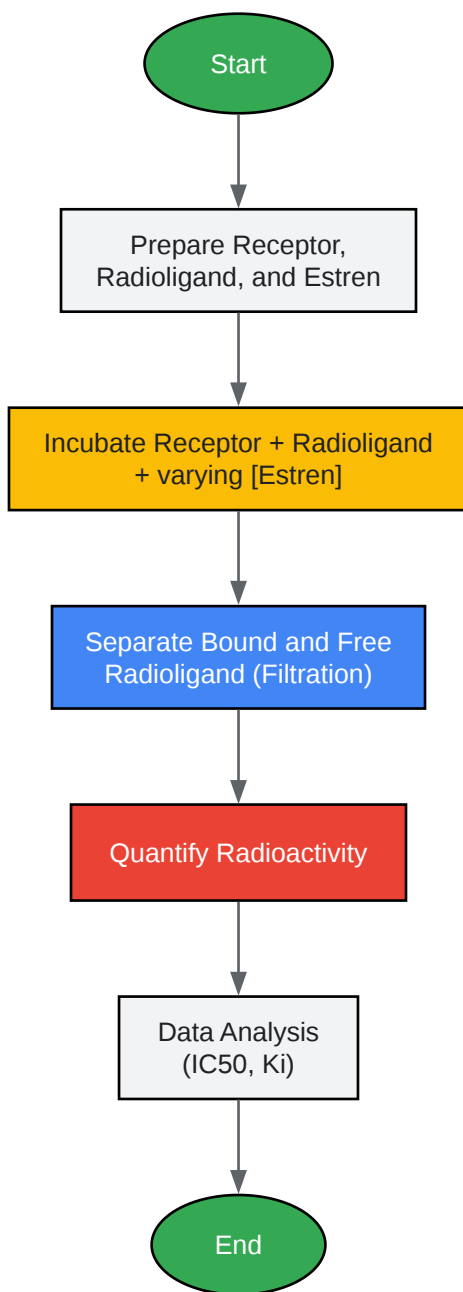 Start
Prepare Receptor,
Radioligand, and Estren
Incubate Receptor + Radioligand
+ varying [Estren]
Separate Bound and Free
Radioligand (Filtration)
Quantify Radioactivity
Data Analysis
(IC50, Ki)
End